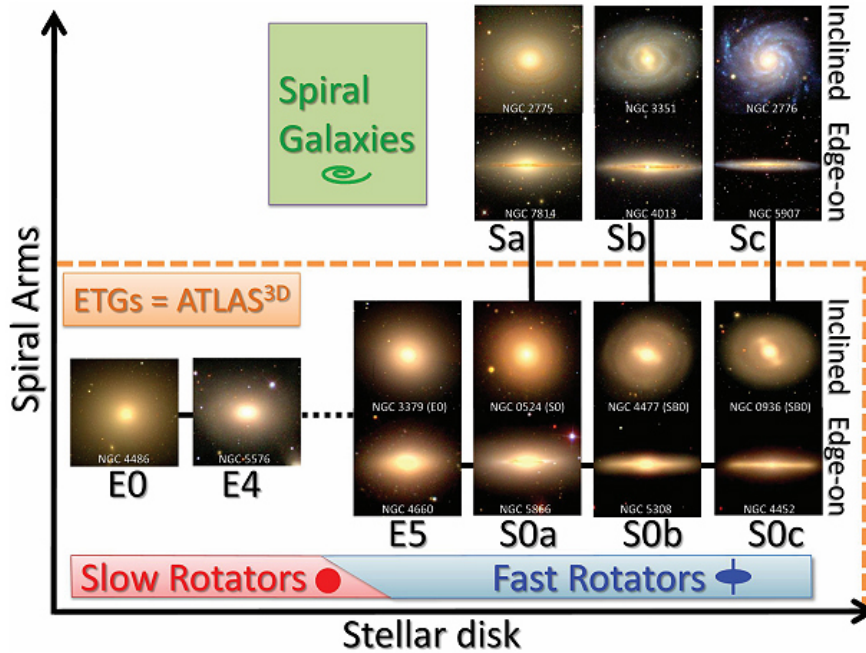 Spiral Arms
Spiral
Galaxies
NGC 2775
NGC 3351
NGC 2776
Inclined
NGC 7814
NGC 4013
NGC 5907
Edge-on
Sa
Sb
Sc
ETGs = ATLAS³ᴰ
NGC 4486
NGC 5576
E0
E4
NGC 3379 (E0)
NGC 0524 (S0)
NGC 4477 (SB0)
NGC 0936 (SB0)
Inclined
NGC 4660
NGC 5866
NGC 5308
NGC 4452
Edge-on
E5
S0a
S0b
S0c
Slow Rotators
Fast Rotators
Stellar disk